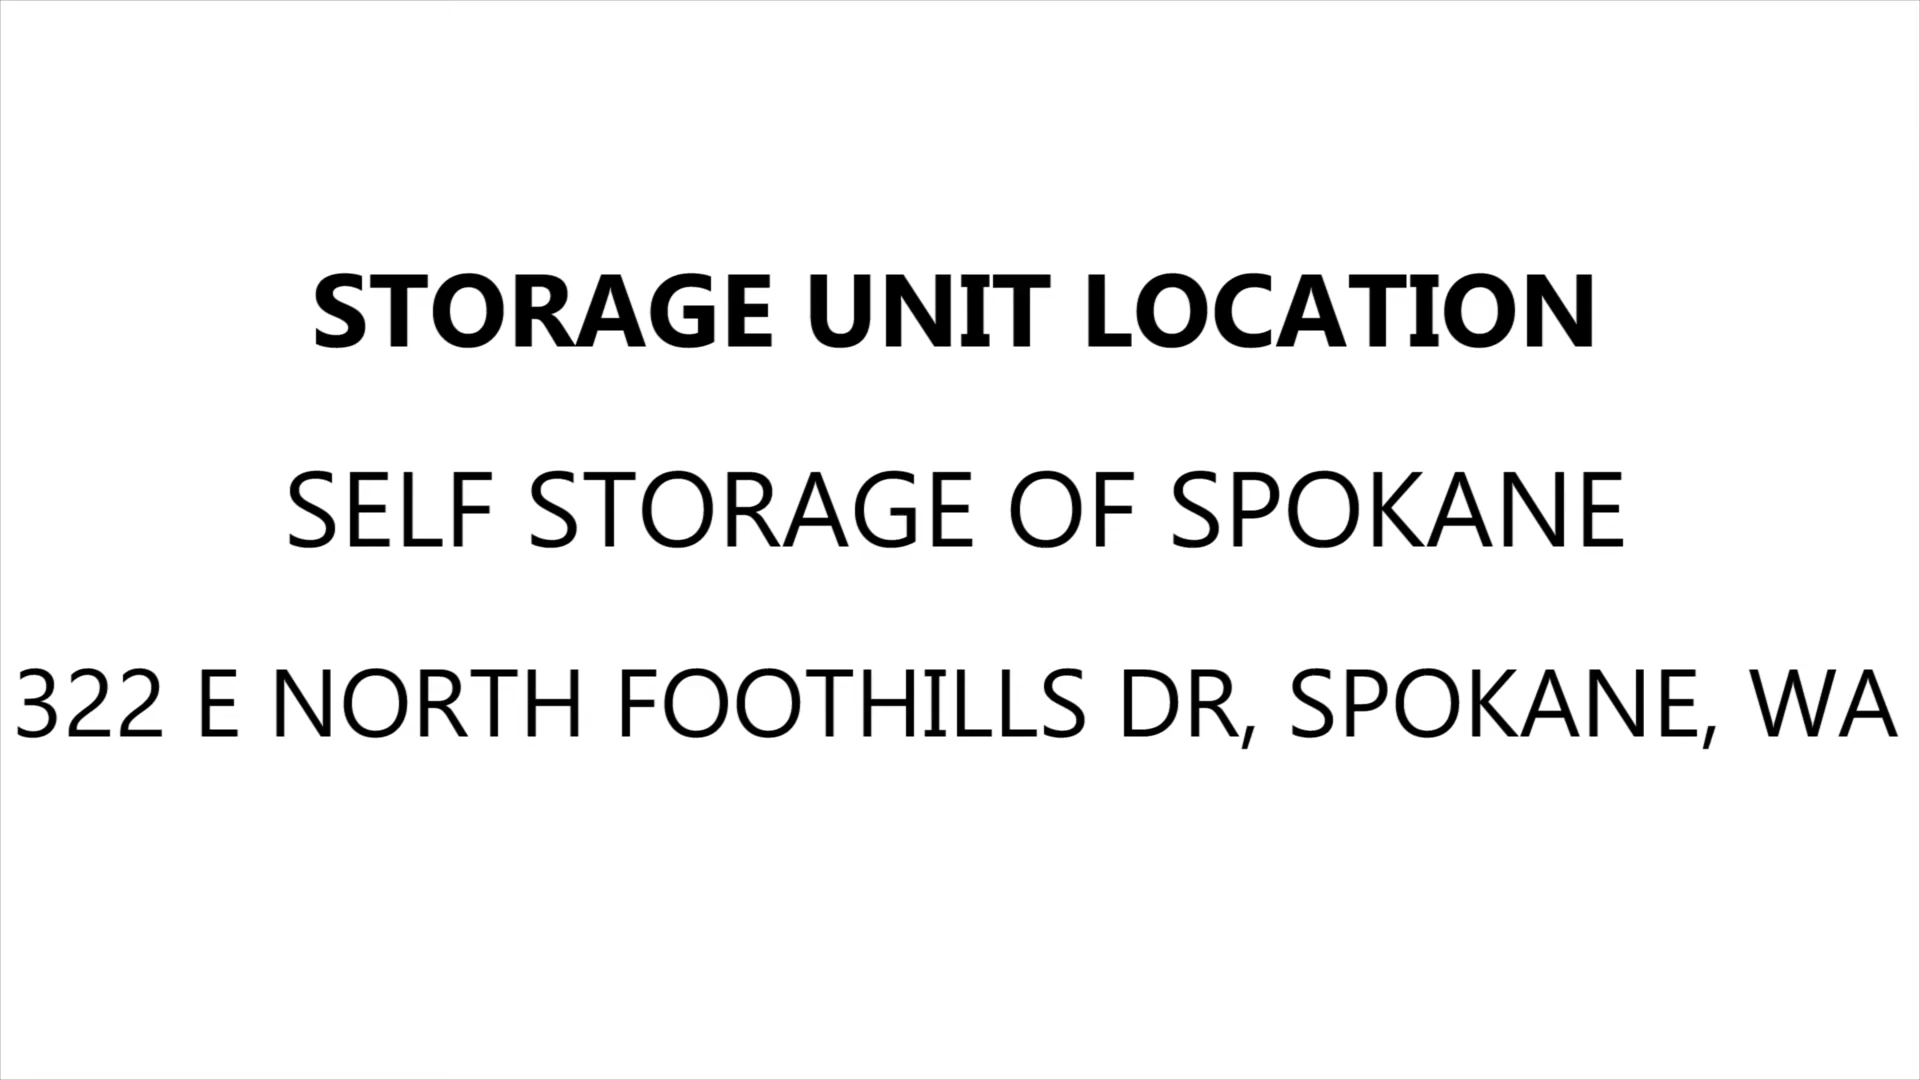 STORAGE UNIT LOCATION
SELF STORAGE OF SPOKANE
322 E NORTH FOOTHILLS DR, SPOKANE, WA